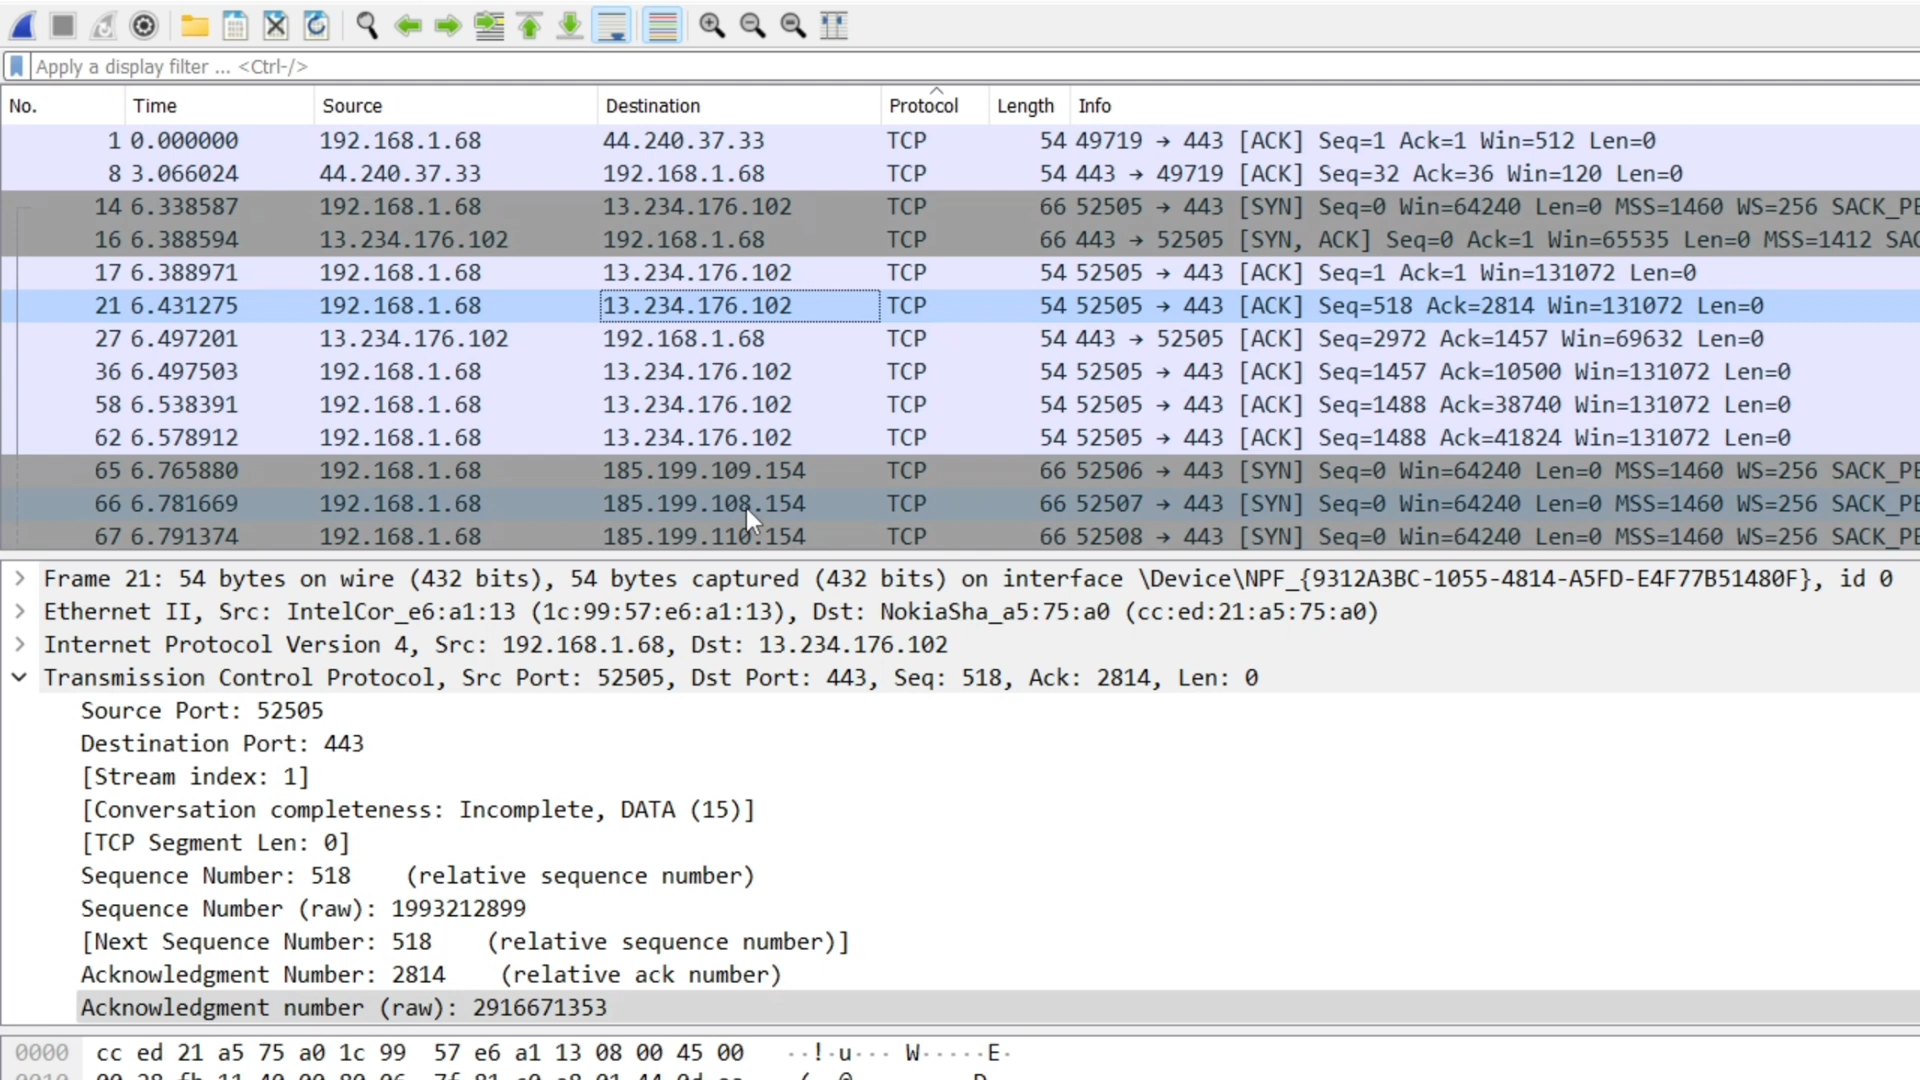 Apply a display filter ... <Ctrl-/>
No. Time Source Destination Protocol Length Info
1 0.000000 192.168.1.68 44.240.37.33 TCP 54 49719 → 443 [ACK] Seq=1 Ack=1 Win=512 Len=0
8 3.066024 44.240.37.33 192.168.1.68 TCP 54 443 → 49719 [ACK] Seq=32 Ack=36 Win=120 Len=0
14 6.338587 192.168.1.68 13.234.176.102 TCP 66 52505 → 443 [SYN] Seq=0 Win=64240 Len=0 MSS=1460 WS=256 SACK_PE
16 6.388594 13.234.176.102 192.168.1.68 TCP 66 443 → 52505 [SYN, ACK] Seq=0 Ack=1 Win=65535 Len=0 MSS=1412 SAC
17 6.388971 192.168.1.68 13.234.176.102 TCP 54 52505 → 443 [ACK] Seq=1 Ack=1 Win=131072 Len=0
21 6.431275 192.168.1.68 13.234.176.102 TCP 54 52505 → 443 [ACK] Seq=518 Ack=2814 Win=131072 Len=0
27 6.497201 13.234.176.102 192.168.1.68 TCP 54 443 → 52505 [ACK] Seq=2972 Ack=1457 Win=69632 Len=0
36 6.497503 192.168.1.68 13.234.176.102 TCP 54 52505 → 443 [ACK] Seq=1457 Ack=10500 Win=131072 Len=0
58 6.538391 192.168.1.68 13.234.176.102 TCP 54 52505 → 443 [ACK] Seq=1488 Ack=38740 Win=131072 Len=0
62 6.578912 192.168.1.68 13.234.176.102 TCP 54 52505 → 443 [ACK] Seq=1488 Ack=41824 Win=131072 Len=0
65 6.765880 192.168.1.68 185.199.109.154 TCP 66 52506 → 443 [SYN] Seq=0 Win=64240 Len=0 MSS=1460 WS=256 SACK_PE
66 6.781669 192.168.1.68 185.199.108.154 TCP 66 52507 → 443 [SYN] Seq=0 Win=64240 Len=0 MSS=1460 WS=256 SACK_PE
67 6.791374 192.168.1.68 185.199.110.154 TCP 66 52508 → 443 [SYN] Seq=0 Win=64240 Len=0 MSS=1460 WS=256 SACK_PE
Frame 21: 54 bytes on wire (432 bits), 54 bytes captured (432 bits) on interface \Device\NPF_{9312A3BC-1055-4814-A5FD-E4F77B51480F}, id 0
Ethernet II, Src: IntelCor_e6:a1:13 (1c:99:57:e6:a1:13), Dst: NokiaSha_a5:75:a0 (cc:ed:21:a5:75:a0)
Internet Protocol Version 4, Src: 192.168.1.68, Dst: 13.234.176.102
Transmission Control Protocol, Src Port: 52505, Dst Port: 443, Seq: 518, Ack: 2814, Len: 0
Source Port: 52505
Destination Port: 443
[Stream index: 1]
[Conversation completeness: Incomplete, DATA (15)]
[TCP Segment Len: 0]
Sequence Number: 518 (relative sequence number)
Sequence Number (raw): 1993212899
[Next Sequence Number: 518 (relative sequence number)]
Acknowledgment Number: 2814 (relative ack number)
Acknowledgment number (raw): 2916671353
0000 cc ed 21 a5 75 a0 1c 99 57 e6 a1 13 08 00 45 00 ··!·u··· W·····E·